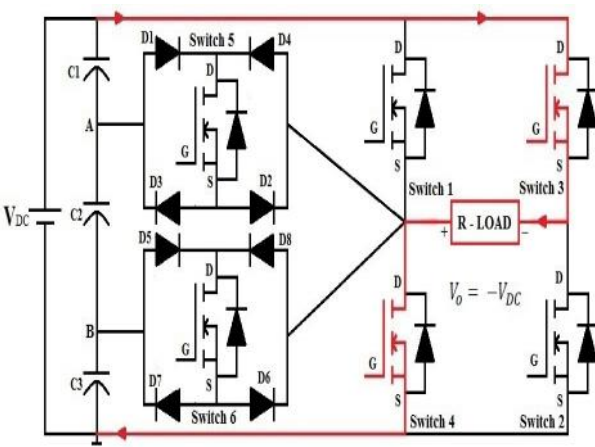 D1 Switch 5 D4
C1
D D D
A
G G G
S S S
D3 D2 Switch 1 Switch 3
VDC C2
D5 D8
+ R - LOAD -
D D D
Vo = −VDC
B
G G G
S S S
C3 D7 D6
Switch 6 Switch 4 Switch 2